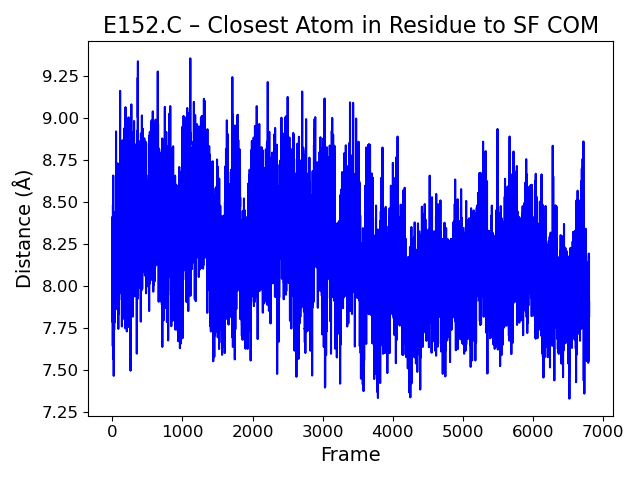 E152.C – Closest Atom in Residue to SF COM
9.25
9.00
8.75
8.50
8.25
8.00
7.75
7.50
7.25
Distance (Å)
0 1000 2000 3000 4000 5000 6000 7000
Frame